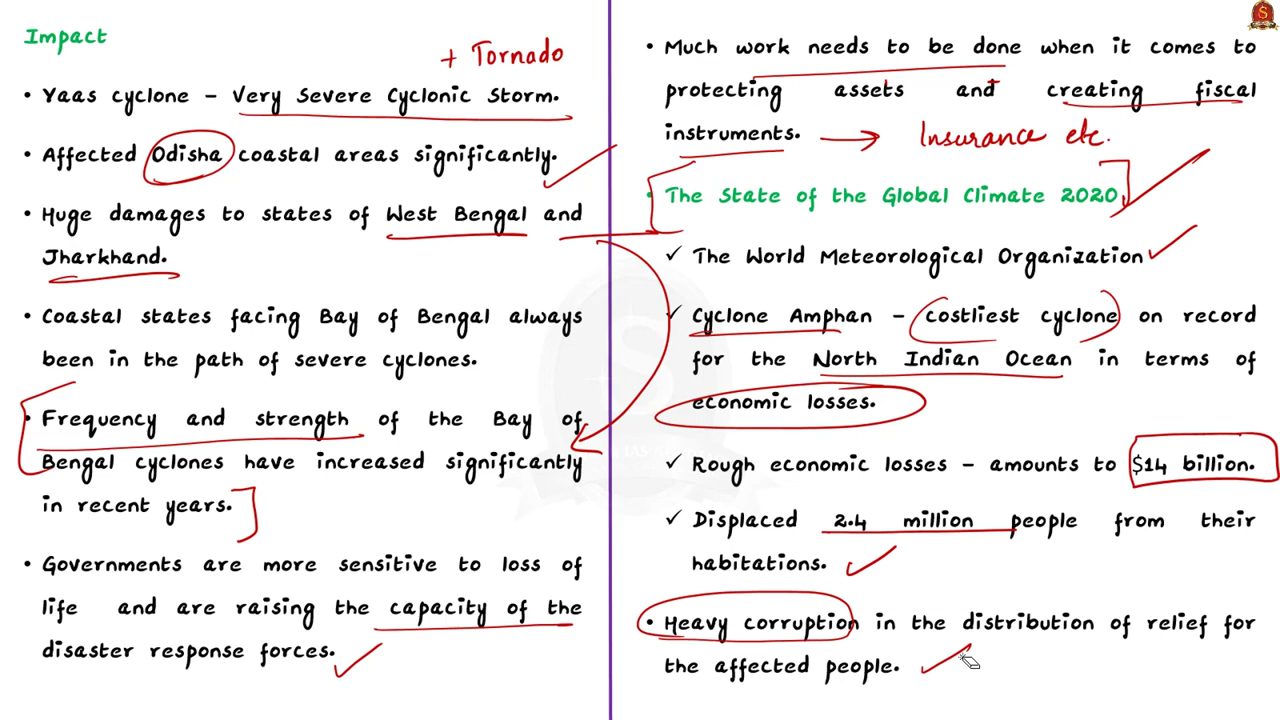 Impact
+ Tornado
• Yaas cyclone – Very Severe Cyclonic Storm.
• Affected Odisha coastal areas significantly.
• Huge damages to states of West Bengal and
Jharkhand.
• Coastal states facing Bay of Bengal always
been in the path of severe cyclones.
• Frequency and strength of the Bay of
Bengal cyclones have increased significantly
in recent years.
• Governments are more sensitive to loss of
life and are raising the capacity of the
disaster response forces.
• Much work needs to be done when it comes to
protecting assets and creating fiscal
instruments. → Insurance etc.
• The State of the Global Climate 2020
✓ The World Meteorological Organization
✓ Cyclone Amphan – costliest cyclone on record
for the North Indian Ocean in terms of
economic losses.
✓ Rough economic losses – amounts to $14 billion.
✓ Displaced 2.4 million people from their
habitations.
• Heavy corruption in the distribution of relief for
the affected people.